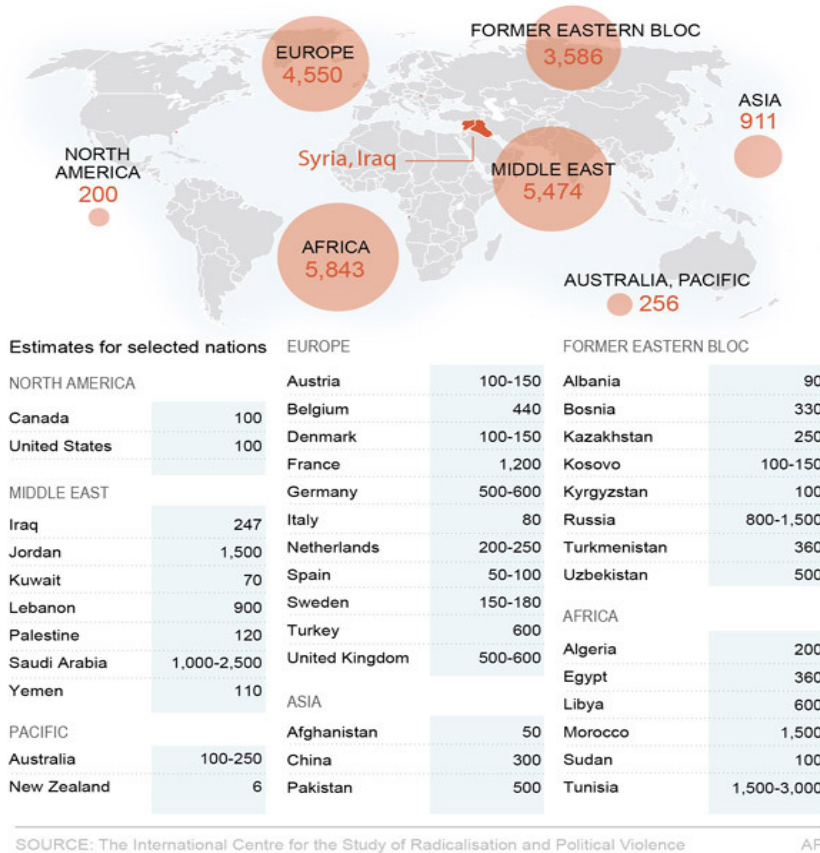 FORMER EASTERN BLOC
3,586
EUROPE
4,550
ASIA
911
NORTH
AMERICA
200
Syria, Iraq
MIDDLE EAST
5,474
AFRICA
5,843
AUSTRALIA, PACIFIC
256
Estimates for selected nations
NORTH AMERICA
Canada 100
United States 100
MIDDLE EAST
Iraq 247
Jordan 1,500
Kuwait 70
Lebanon 900
Palestine 120
Saudi Arabia 1,000-2,500
Yemen 110
PACIFIC
Australia 100-250
New Zealand 6
EUROPE
Austria 100-150
Belgium 440
Denmark 100-150
France 1,200
Germany 500-600
Italy 80
Netherlands 200-250
Spain 50-100
Sweden 150-180
Turkey 600
United Kingdom 500-600
ASIA
Afghanistan 50
China 300
Pakistan 500
FORMER EASTERN BLOC
Albania 90
Bosnia 330
Kazakhstan 250
Kosovo 100-150
Kyrgyzstan 100
Russia 800-1,500
Turkmenistan 360
Uzbekistan 500
AFRICA
Algeria 200
Egypt 360
Libya 600
Morocco 1,500
Sudan 100
Tunisia 1,500-3,000
SOURCE: The International Centre for the Study of Radicalisation and Political Violence